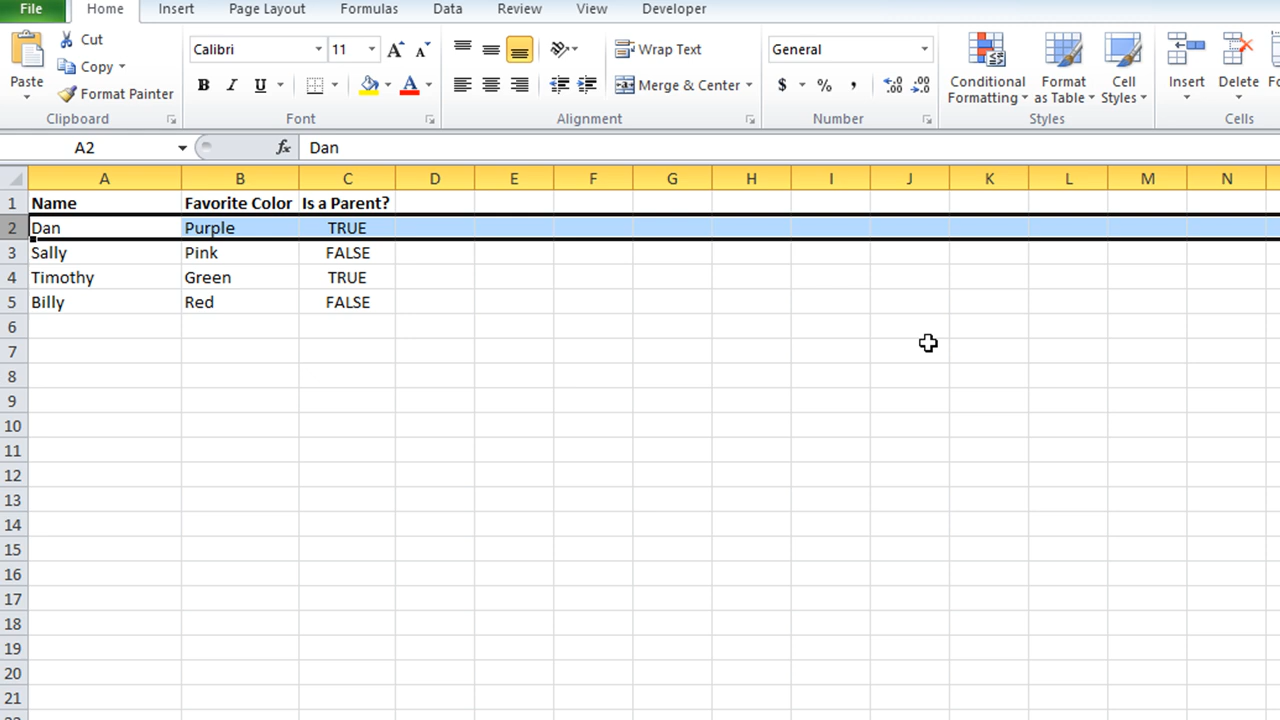 File Home Insert Page Layout Formulas Data Review View Developer
Cut
Calibri 11 A A Wrap Text General
Copy
Paste
B I U A Merge & Center $ % , .0 .00 .00 .0
Format Painter
Conditional Formatting
Format as Table
Cell Styles
Insert Delete
Clipboard Font Alignment Number Styles Cells
A2 fx Dan
A B C D E F G H I J K L M N
1 Name Favorite Color Is a Parent?
2 Dan Purple TRUE
3 Sally Pink FALSE
4 Timothy Green TRUE
5 Billy Red FALSE
6
7
8
9
10
11
12
13
14
15
16
17
18
19
20
21